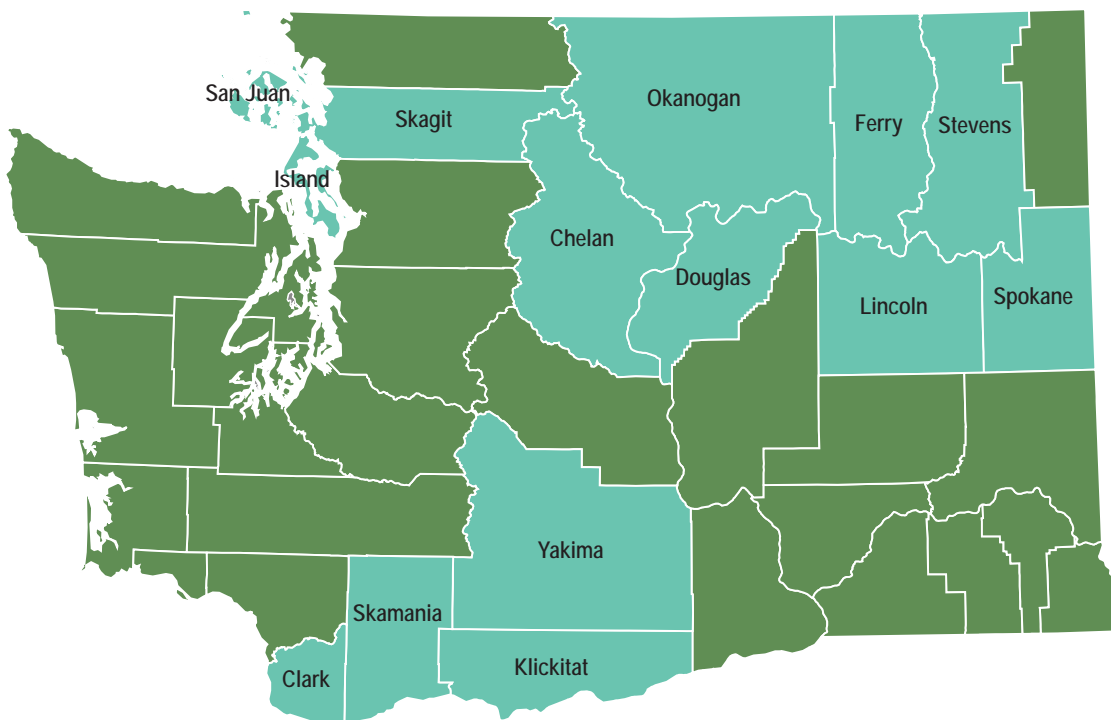 San Juan
Skagit
Okanogan
Ferry
Stevens
Island
Chelan
Douglas
Lincoln
Spokane
Yakima
Skamania
Klickitat
Clark